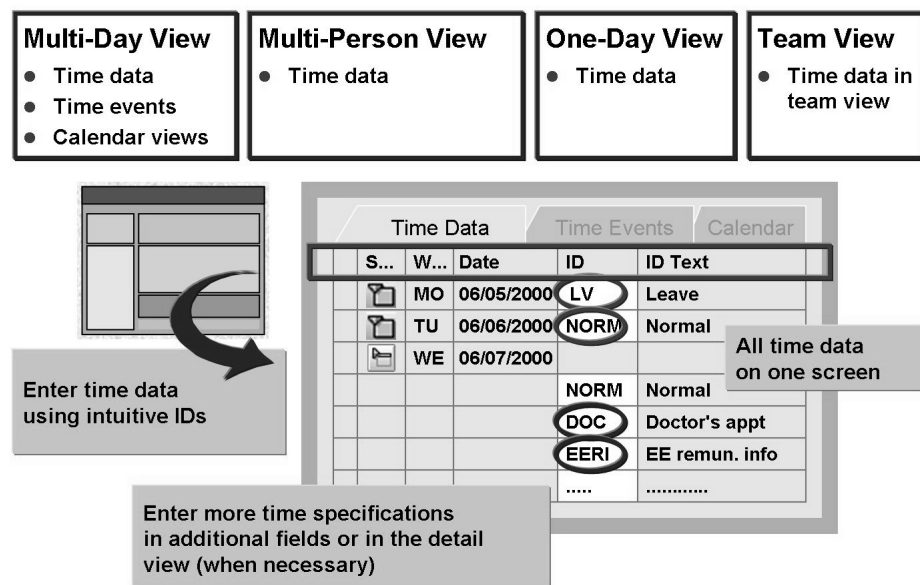 Multi-Day View
● Time data
● Time events
● Calendar views
Multi-Person View
● Time data
One-Day View
● Time data
Team View
● Time data in
team view
Time Data Time Events Calendar
S... W... Date ID ID Text
MO 06/05/2000 LV Leave
TU 06/06/2000 NORM Normal
WE 06/07/2000
NORM Normal
DOC Doctor's appt
EERI EE remun. info
..... ............
All time data
on one screen
Enter time data
using intuitive IDs
Enter more time specifications
in additional fields or in the detail
view (when necessary)